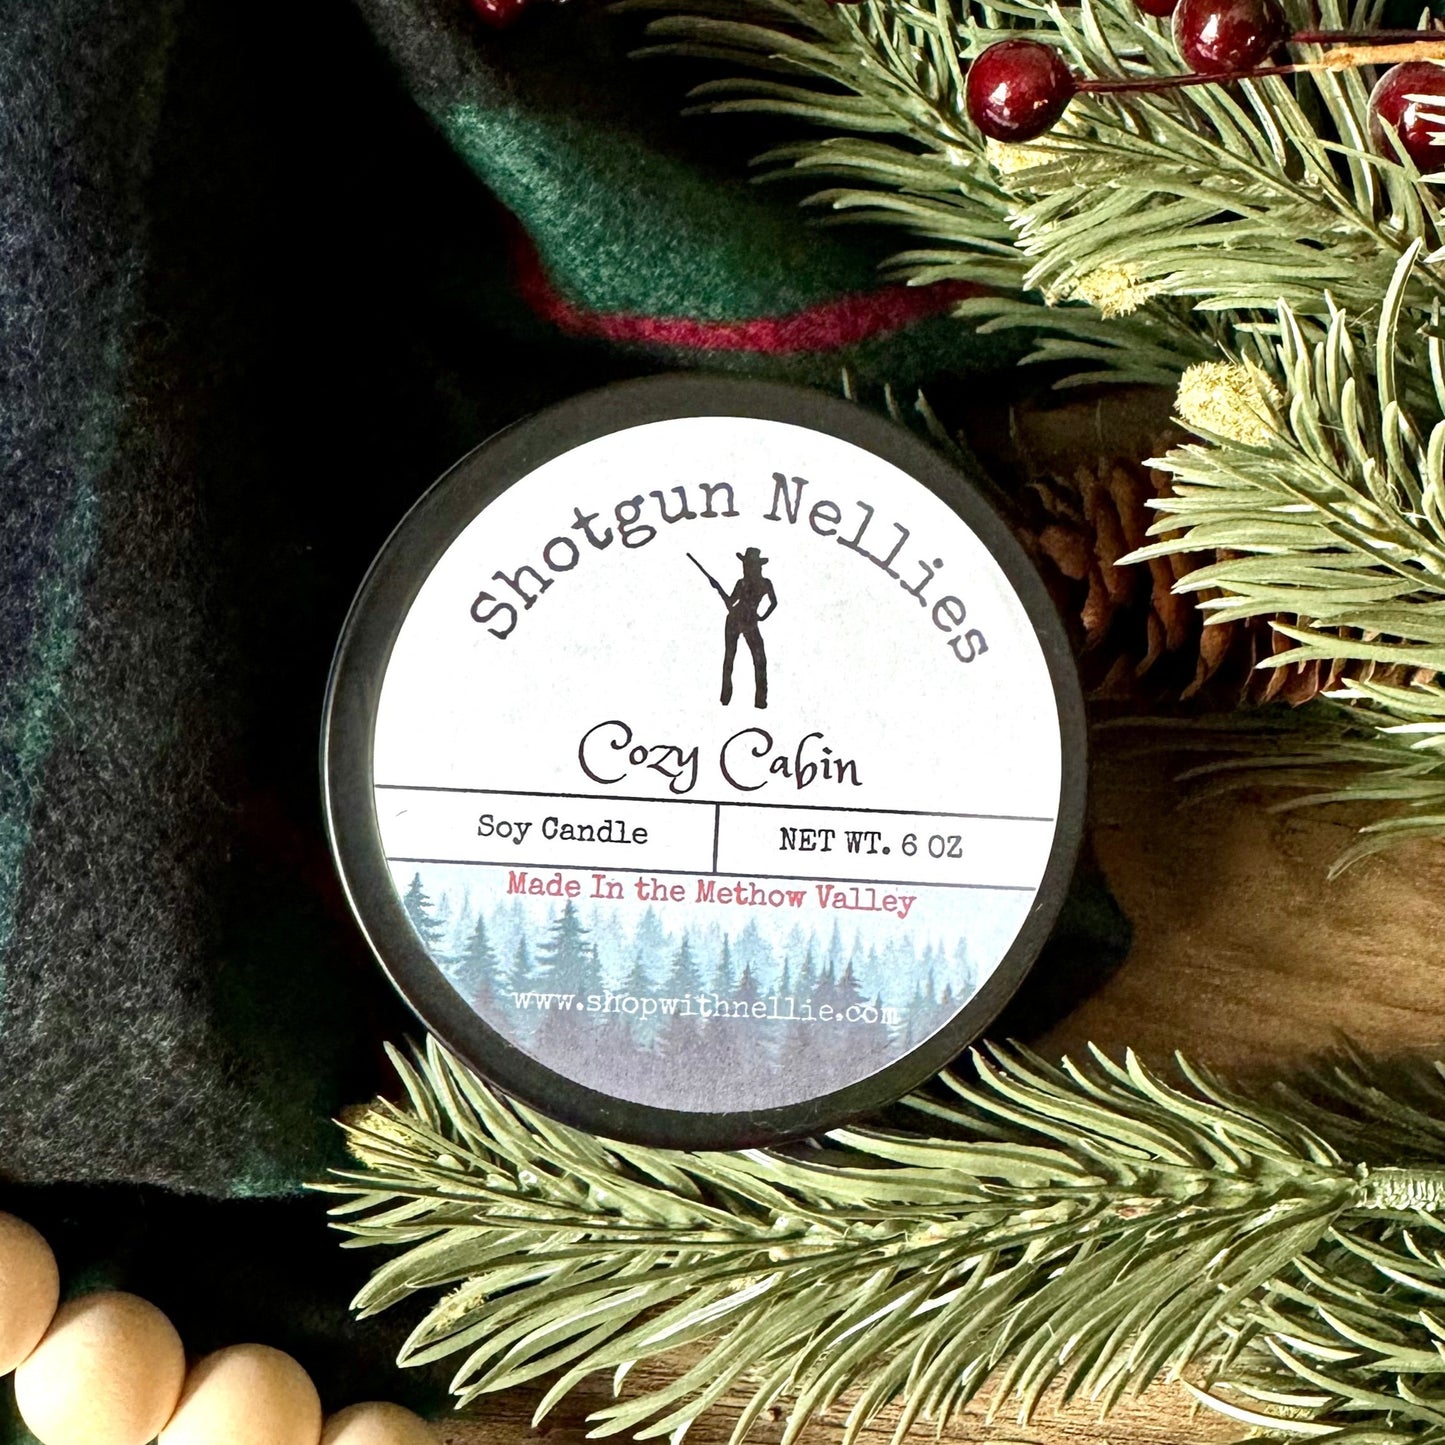 Shotgun Nellies
Cozy Cabin
Soy Candle
NET WT. 6 OZ
Made In the Methow Valley
www.shopwithnellie.com